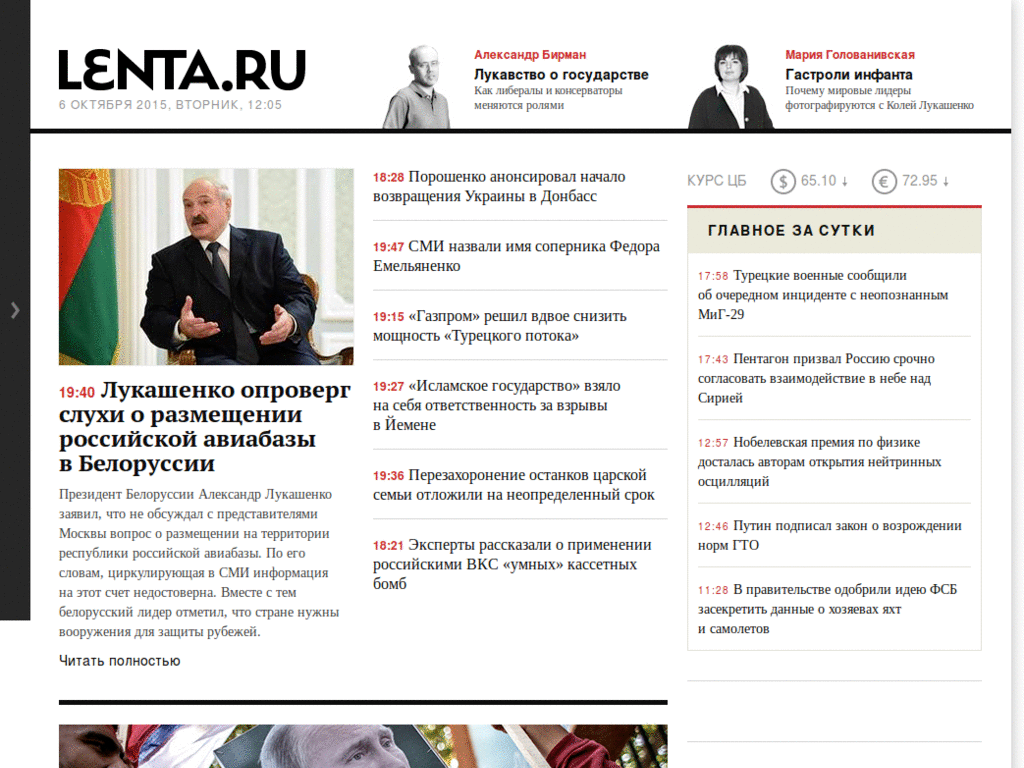 LENTA.RU
6 ОКТЯБРЯ 2015, ВТОРНИК, 12:05
Александр Бирман
Лукавство о государстве
Как либералы и консерваторы
меняются ролями
Мария Голованивская
Гастроли инфанта
Почему мировые лидеры
фотографируются с Колей Лукашенко
19:40 Лукашенко опроверг
слухи о размещении
российской авиабазы
в Белоруссии
Президент Белоруссии Александр Лукашенко
заявил, что не обсуждал с представителями
Москвы вопрос о размещении на территории
республики российской авиабазы. По его
словам, циркулирующая в СМИ информация
на этот счет недостоверна. Вместе с тем
белорусский лидер отметил, что стране нужны
вооружения для защиты рубежей.
Читать полностью
18:28 Порошенко анонсировал начало
возвращения Украины в Донбасс
19:47 СМИ назвали имя соперника Федора
Емельяненко
19:15 «Газпром» решил вдвое снизить
мощность «Турецкого потока»
19:27 «Исламское государство» взяло
на себя ответственность за взрывы
в Йемене
19:36 Перезахоронение останков царской
семьи отложили на неопределенный срок
18:21 Эксперты рассказали о применении
российскими ВКС «умных» кассетных
бомб
КУРС ЦБ $ 65.10 ↓ € 72.95 ↓
ГЛАВНОЕ ЗА СУТКИ
17:58 Турецкие военные сообщили
об очередном инциденте с неопознанным
МиГ-29
17:43 Пентагон призвал Россию срочно
согласовать взаимодействие в небе над
Сирией
12:57 Нобелевская премия по физике
досталась авторам открытия нейтринных
осцилляций
12:46 Путин подписал закон о возрождении
норм ГТО
11:28 В правительстве одобрили идею ФСБ
засекретить данные о хозяевах яхт
и самолетов